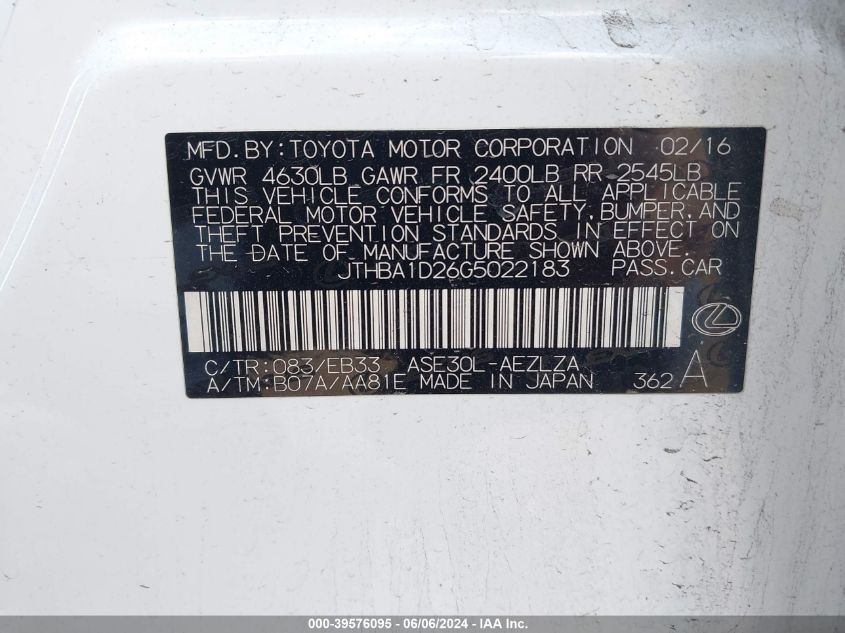 MFD.BY:TOYOTA MOTOR CORPORATION 02/16
GVWR 4630LB GAWR FR 2400LB RR 2545LB
THIS VEHICLE CONFORMS TO ALL APPLICABLE
FEDERAL MOTOR VEHICLE SAFETY,BUMPER,AND
THEFT PREVENTION STANDARDS IN EFFECT ON
THE DATE OF MANUFACTURE SHOWN ABOVE.
JTHBA1D26G5022183 PASS.CAR
C/TR:083/EB33 ASE30L-AEZLZA
A/TM:B07A/AA81E MADE IN JAPAN 362 A
000-39576095 - 06/06/2024 - IAA Inc.